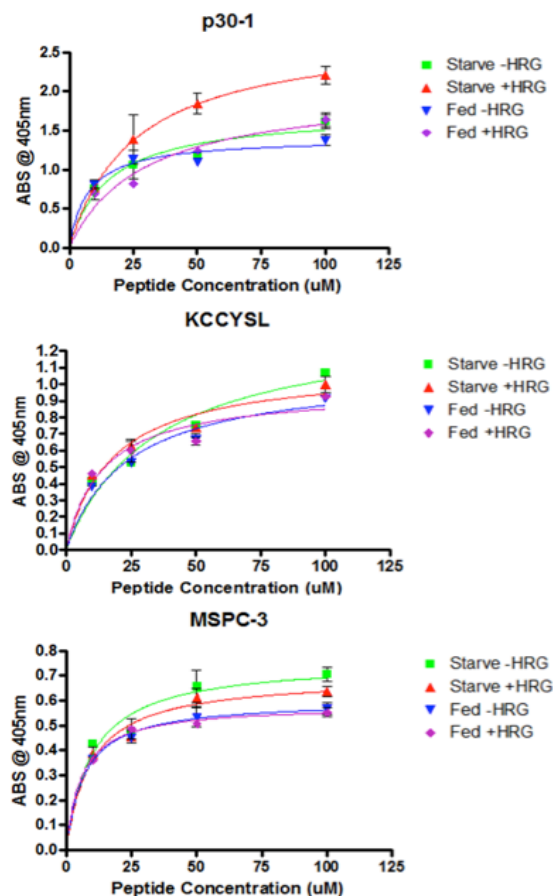 p30-1
ABS @ 405nm
2.5
2.0
1.5
1.0
0.5
0.0
0 25 50 75 100 125
Peptide Concentration (uM)
Starve -HRG
Starve +HRG
Fed -HRG
Fed +HRG
KCCYSL
ABS @ 405nm
1.2
1.1
1.0
0.9
0.8
0.7
0.6
0.5
0.4
0.3
0.2
0.1
0.0
0 25 50 75 100 125
Peptide Concentration (uM)
Starve -HRG
Starve +HRG
Fed -HRG
Fed +HRG
MSPC-3
ABS @ 405nm
0.8
0.7
0.6
0.5
0.4
0.3
0.2
0.1
0.0
0 25 50 75 100 125
Peptide Concentration (uM)
Starve -HRG
Starve +HRG
Fed -HRG
Fed +HRG